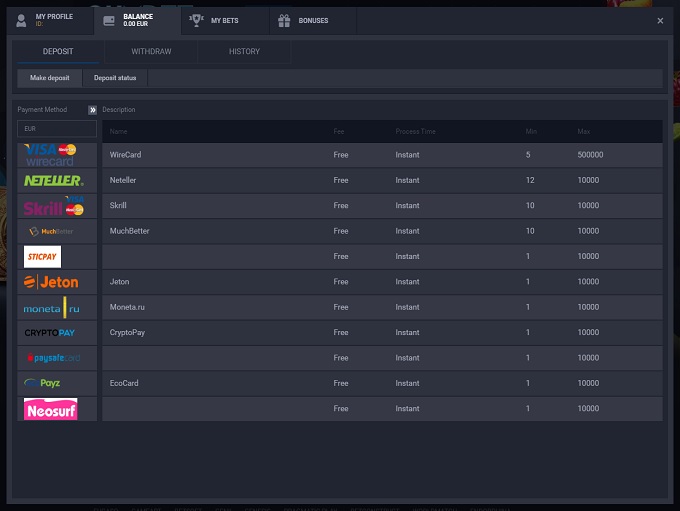 MY PROFILE
ID:
BALANCE
0.00 EUR
MY BETS
BONUSES
DEPOSIT
WITHDRAW
HISTORY
Make deposit
Deposit status
Payment Method
Description
EUR
Name Fee Process Time Min Max
VISA wirecard WireCard Free Instant 5 500000
NETELLER. Neteller Free Instant 12 10000
Skrill VISA Skrill Free Instant 10 10000
MuchBetter MuchBetter Free Instant 10 10000
STICPAY Free Instant 1 10000
Jeton Jeton Free Instant 1 10000
moneta ru Moneta.ru Free Instant 1 10000
CRYPTOPAY CryptoPay Free Instant 1 10000
paysafecard Free Instant 1 10000
Payz EcoCard Free Instant 1 10000
Neosurf Free Instant 1 10000